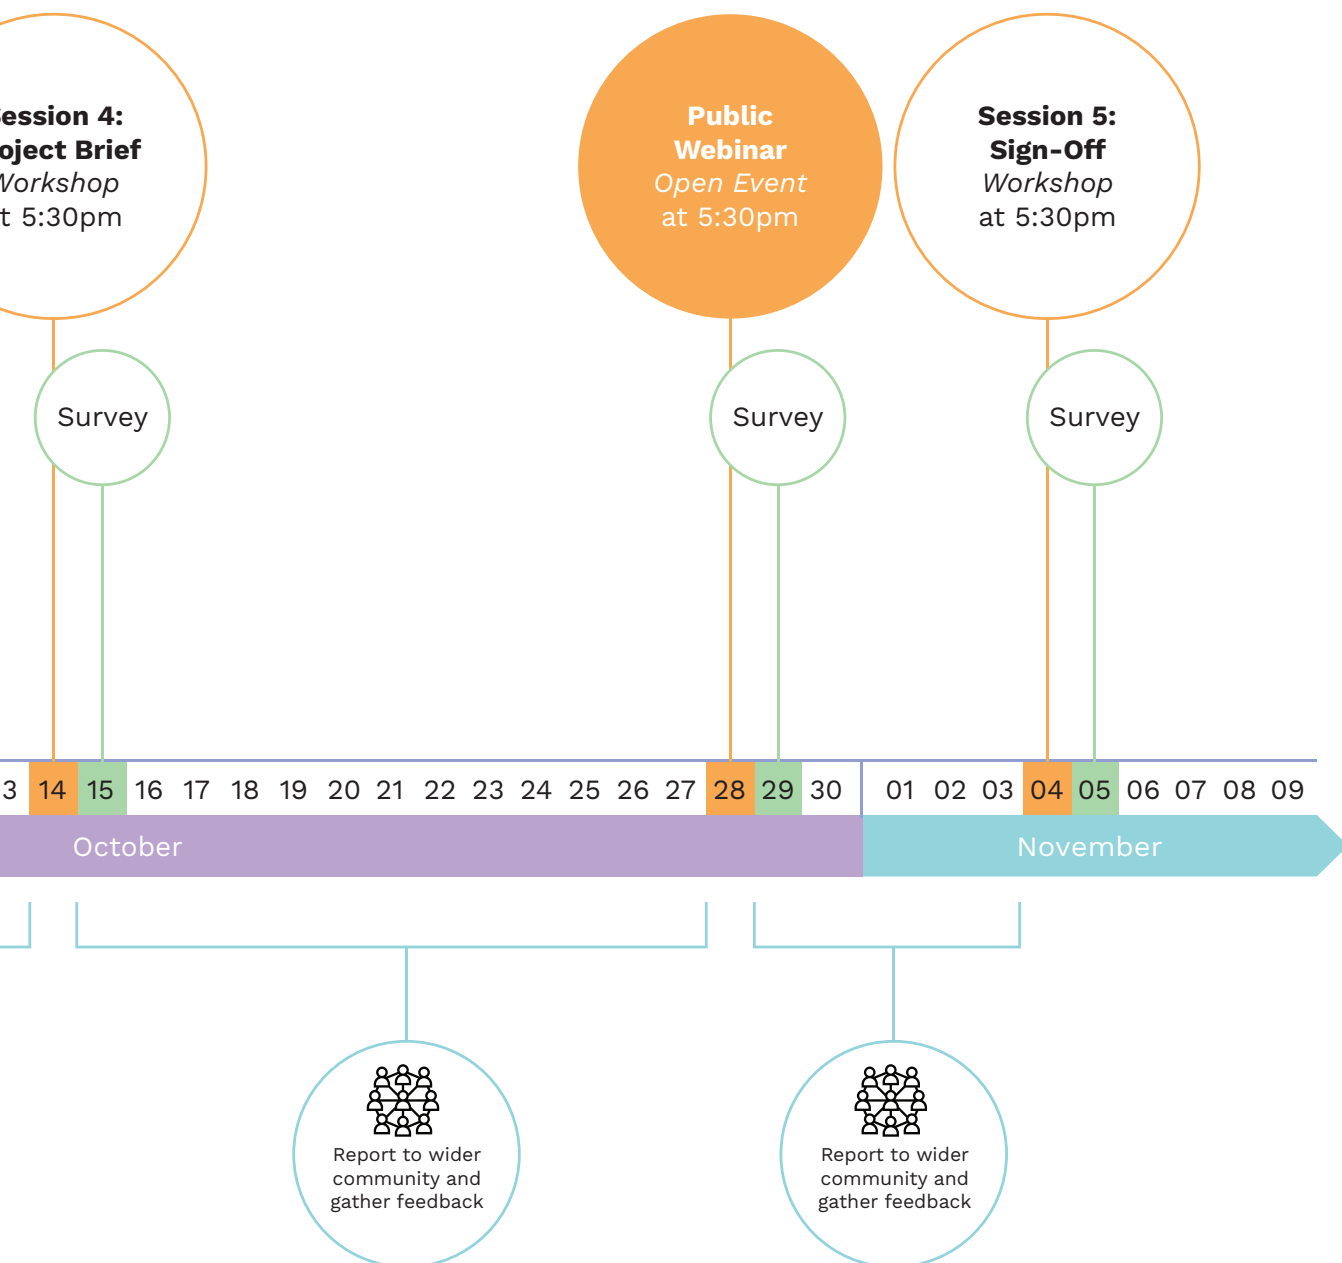 ession 4:
oject Brief
Workshop
t 5:30pm
Public
Webinar
Open Event
at 5:30pm
Session 5:
Sign-Off
Workshop
at 5:30pm
Survey
Survey
Survey
3 14 15 16 17 18 19 20 21 22 23 24 25 26 27 28 29 30 01 02 03 04 05 06 07 08 09
October
November
Report to wider
community and
gather feedback
Report to wider
community and
gather feedback